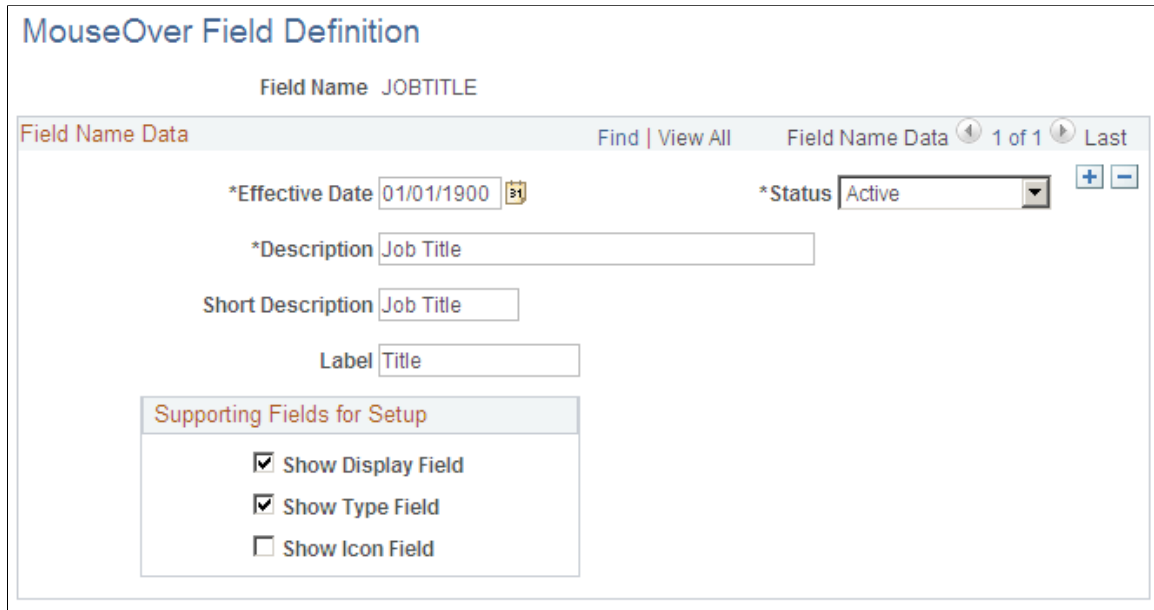 MouseOver Field Definition
Field Name JOBTITLE
Field Name Data Find | View All Field Name Data 1 of 1 Last
*Effective Date 01/01/1900 31 *Status Active
*Description Job Title
Short Description Job Title
Label Title
Supporting Fields for Setup
Show Display Field
Show Type Field
Show Icon Field